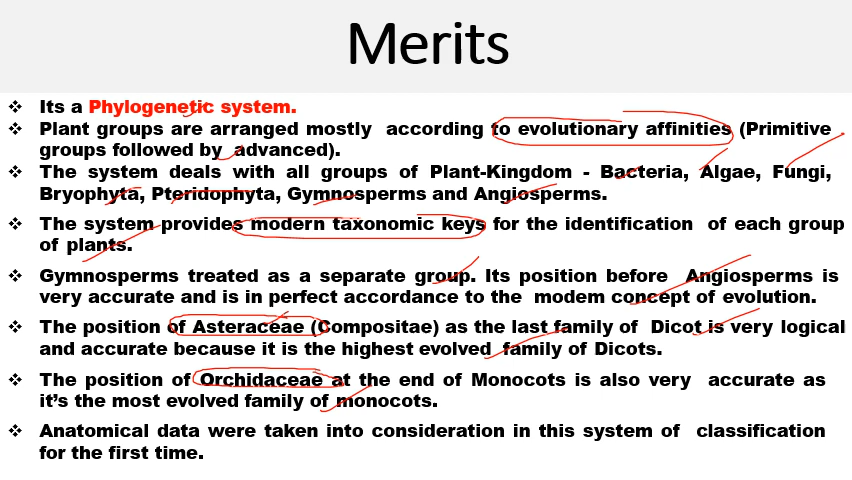 Merits
❖ Its a Phylogenetic system.
❖ Plant groups are arranged mostly according to evolutionary affinities (Primitive
groups followed by advanced).
❖ The system deals with all groups of Plant-Kingdom - Bacteria, Algae, Fungi,
Bryophyta, Pteridophyta, Gymnosperms and Angiosperms.
❖ The system provides modern taxonomic keys for the identification of each group
of plants.
❖ Gymnosperms treated as a separate group. Its position before Angiosperms is
very accurate and is in perfect accordance to the modem concept of evolution.
❖ The position of Asteraceae (Compositae) as the last family of Dicot is very logical
and accurate because it is the highest evolved family of Dicots.
❖ The position of Orchidaceae at the end of Monocots is also very accurate as
it’s the most evolved family of monocots.
❖ Anatomical data were taken into consideration in this system of classification
for the first time.